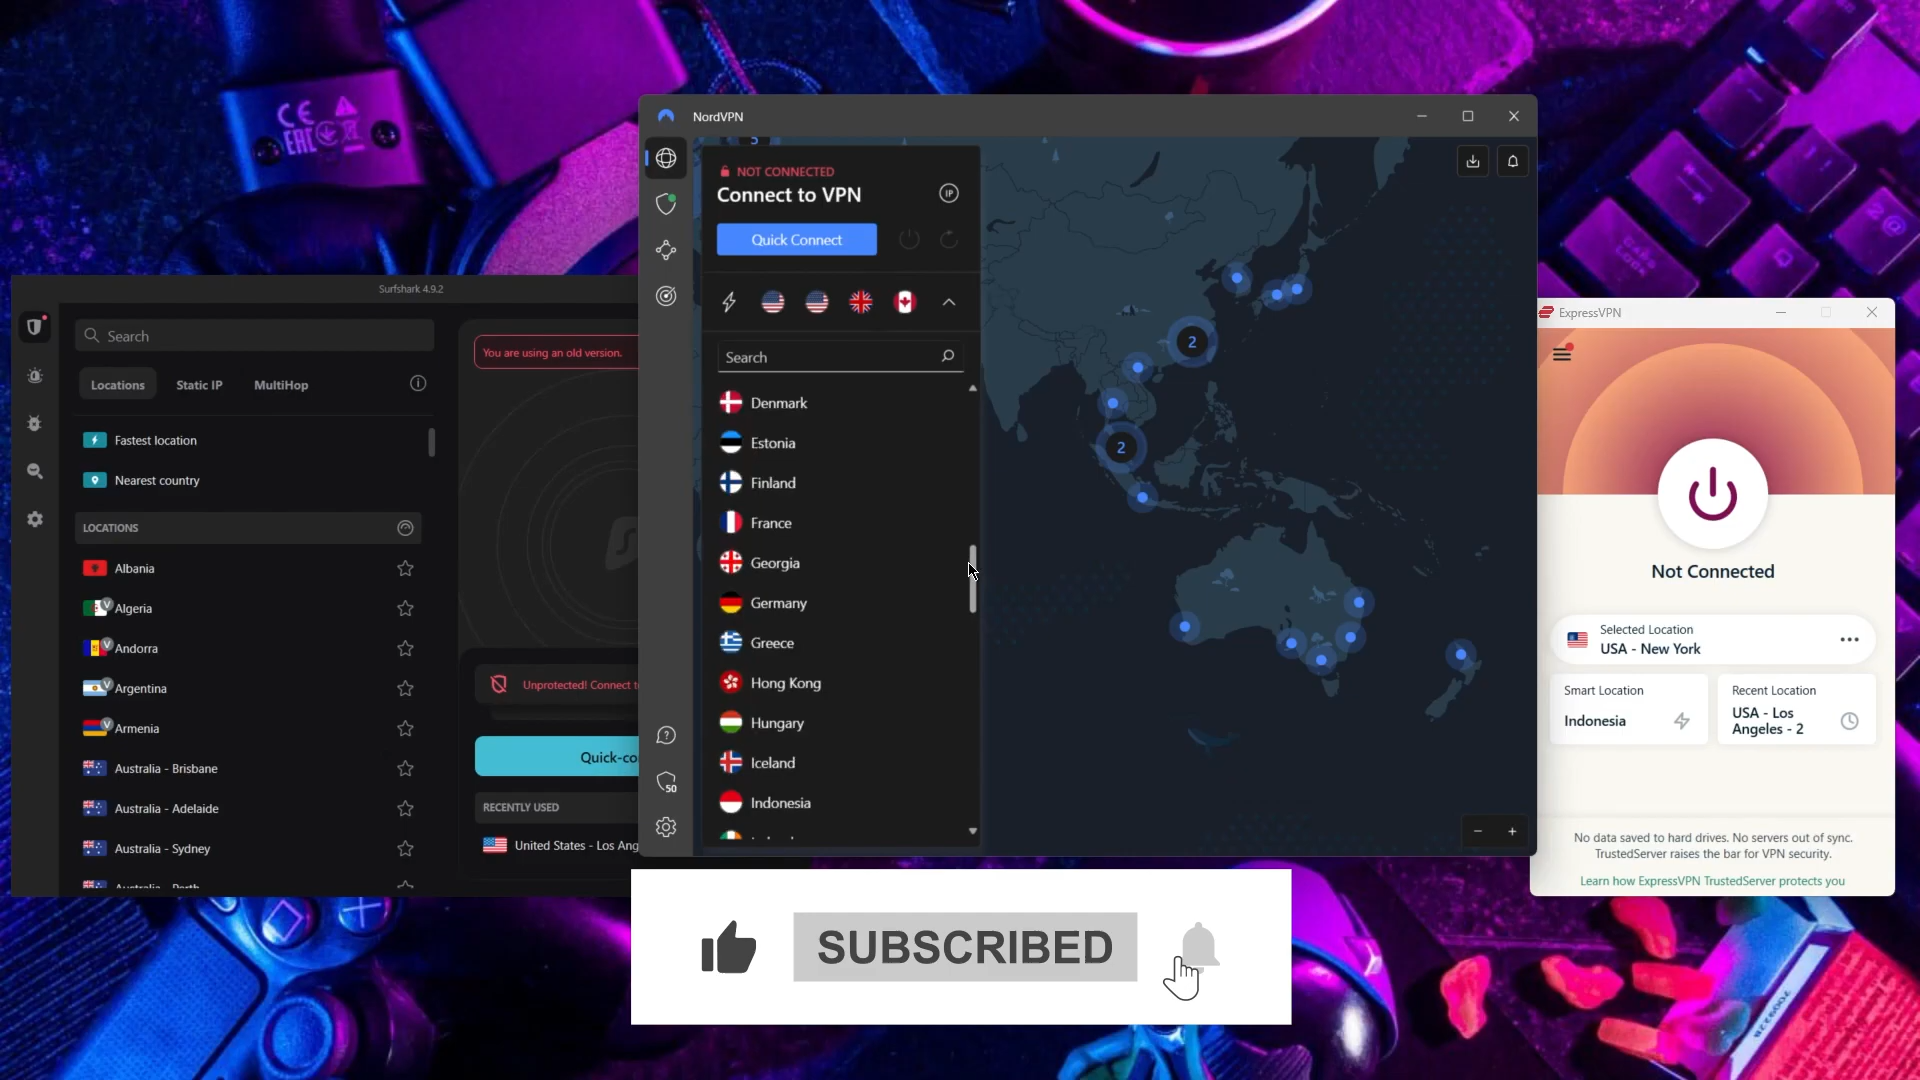 Surfshark 4.9.2
Search
Locations
Static IP
MultiHop
Fastest location
Nearest country
LOCATIONS
Albania
Algeria
Andorra
Argentina
Armenia
Australia - Brisbane
Australia - Adelaide
Australia - Sydney
You are using an old version.
Unprotected! Connect
RECENTLY USED
United States - Los Ang
NordVPN
NOT CONNECTED
Connect to VPN
IP
Quick Connect
Search
Denmark
Estonia
Finland
France
Georgia
Germany
Greece
Hong Kong
Hungary
Iceland
Indonesia
50
5
2
2
ExpressVPN
Not Connected
Selected Location
USA - New York
Smart Location
Indonesia
Recent Location
USA - Los
Angeles - 2
No data saved to hard drives. No servers out of sync.
TrustedServer raises the bar for VPN security.
Learn how ExpressVPN TrustedServer protects you
SUBSCRIBED
CE
EAC